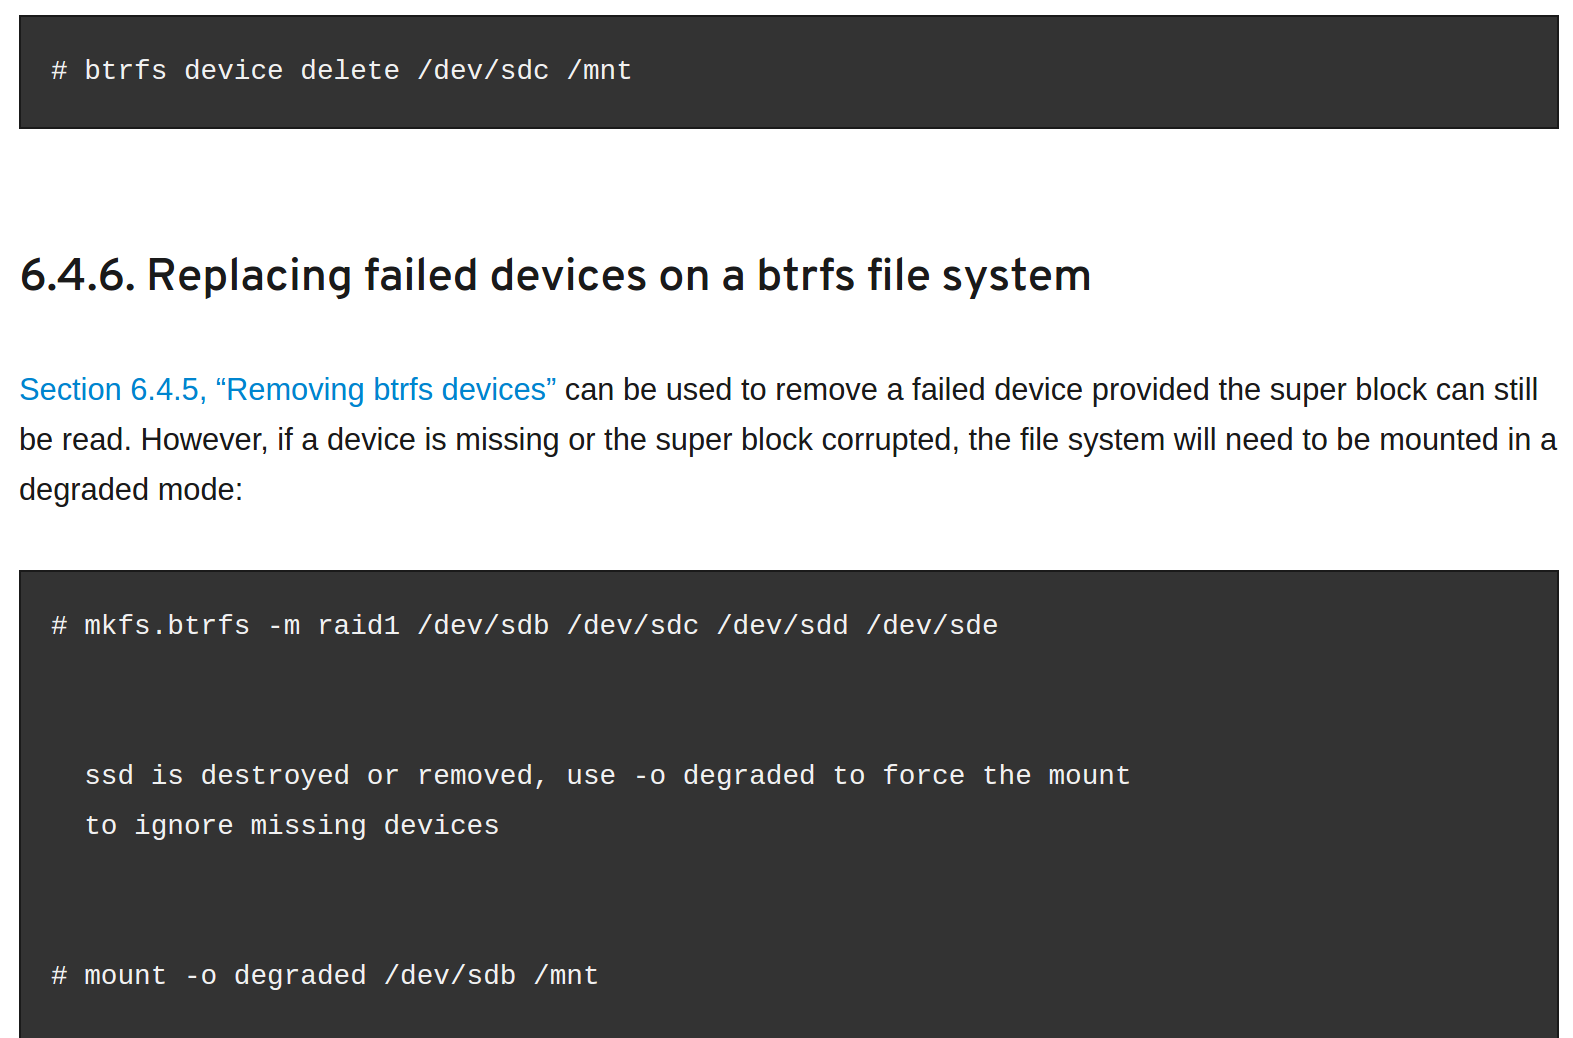 # btrfs device delete /dev/sdc /mnt
6.4.6. Replacing failed devices on a btrfs file system
Section 6.4.5, “Removing btrfs devices” can be used to remove a failed device provided the super block can still
be read. However, if a device is missing or the super block corrupted, the file system will need to be mounted in a
degraded mode:
# mkfs.btrfs -m raid1 /dev/sdb /dev/sdc /dev/sdd /dev/sde
ssd is destroyed or removed, use -o degraded to force the mount
to ignore missing devices
# mount -o degraded /dev/sdb /mnt